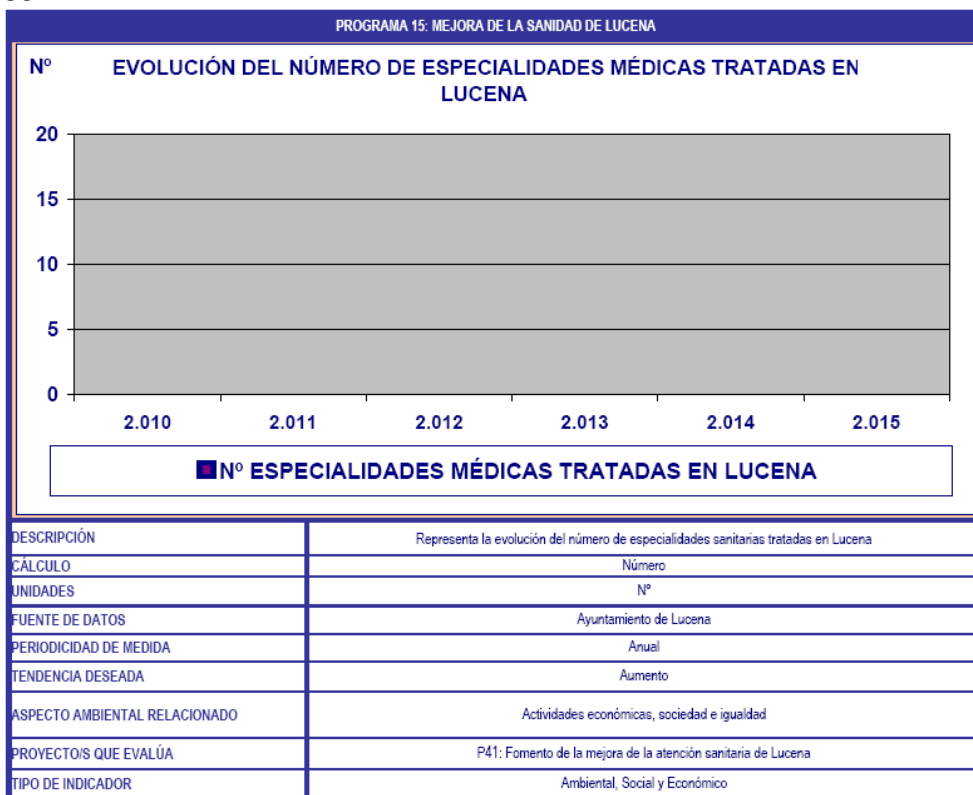 PROGRAMA 15: MEJORA DE LA SANIDAD DE LUCENA
Nº
EVOLUCIÓN DEL NÚMERO DE ESPECIALIDADES MÉDICAS TRATADAS EN
LUCENA
20
15
10
5
0
2.010 2.011 2.012 2.013 2.014 2.015
Nº ESPECIALIDADES MÉDICAS TRATADAS EN LUCENA
DESCRIPCIÓN Representa la evolución del número de especialidades sanitarias tratadas en Lucena
CÁLCULO Número
UNIDADES Nº
FUENTE DE DATOS Ayuntamiento de Lucena
PERIODICIDAD DE MEDIDA Anual
TENDENCIA DESEADA Aumento
ASPECTO AMBIENTAL RELACIONADO Actividades económicas, sociedad e igualdad
PROYECTO/S QUE EVALÚA P41: Fomento de la mejora de la atención sanitaria de Lucena
TIPO DE INDICADOR Ambiental, Social y Económico